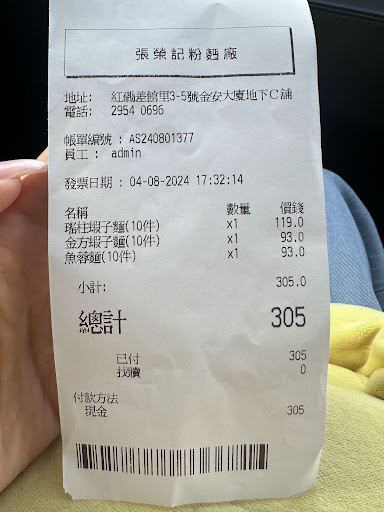 張榮記粉麵廠
地址: 紅磡差館里3-5號金安大廈地下C舖
電話: 2954 0696
帳單編號 : AS240801377
員工 : admin
發票日期 : 04-08-2024 17:32:14
名稱 數量 價錢
瑤柱蝦子麵(10件) x1 119.0
金方蝦子麵(10件) x1 93.0
魚蓉麵(10件) x1 93.0
小計: 305.0
總計 305
已付 305
找贖 0
付款方法
現金 305